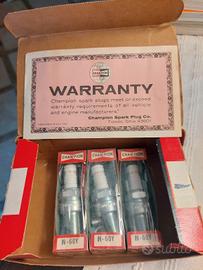 CHAMPION
WARRANTY
Champion spark plugs meet or exceed
warranty requirements of all vehicle
and engine manufacturers.
Champion Spark Plug Co.
Toledo, Ohio 43601
CHAMPION
CHAMPION
CHAMPION
N-60Y
N-60Y
N-60Y
subito